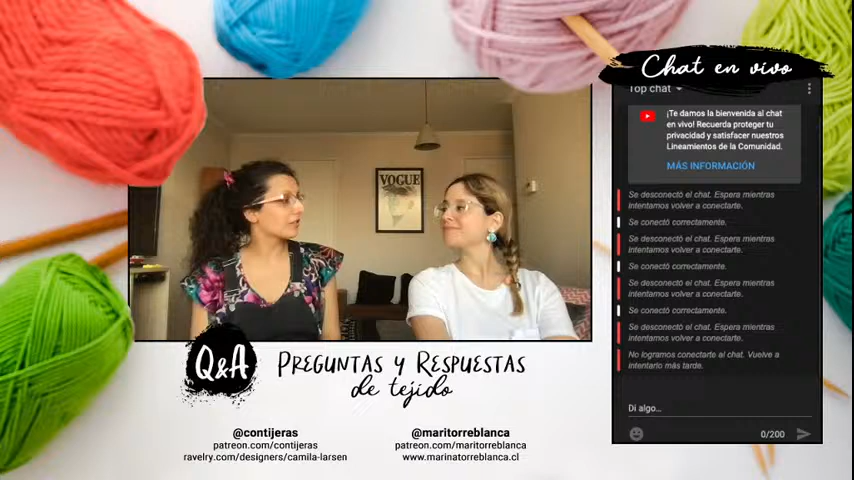 Chat en vivo
Top chat
¡Te damos la bienvenida al chat
en vivo! Recuerda proteger tu
privacidad y satisfacer nuestros
Lineamientos de la Comunidad.
MÁS INFORMACIÓN
Se desconectó el chat. Espera mientras
intentamos volver a conectarte.
Se conectó correctamente.
Se desconectó el chat. Espera mientras
intentamos volver a conectarte.
Se conectó correctamente.
Se desconectó el chat. Espera mientras
intentamos volver a conectarte.
Se conectó correctamente.
Se desconectó el chat. Espera mientras
intentamos volver a conectarte.
No logramos conectarte al chat. Vuelve a
intentarlo más tarde.
Di algo...
0/200
VOGUE
Q&A
Preguntas y Respuestas
de tejido
@contijeras
patreon.com/contijeras
ravelry.com/designers/camila-larsen
@maritorreblanca
patreon.com/maritorreblanca
www.marinatorreblanca.cl